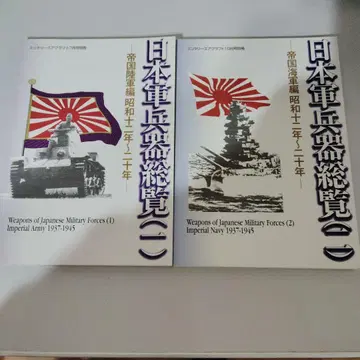 日本軍兵器総覧(一)
―帝国陸軍編 昭和十二年～二十年―
Weapons of Japanese Military Forces (1)
Imperial Army 1937-1945
日本軍兵器総覧(二)
―帝国海軍編 昭和十二年～二十年―
Weapons of Japanese Military Forces (2)
Imperial Navy 1937-1945